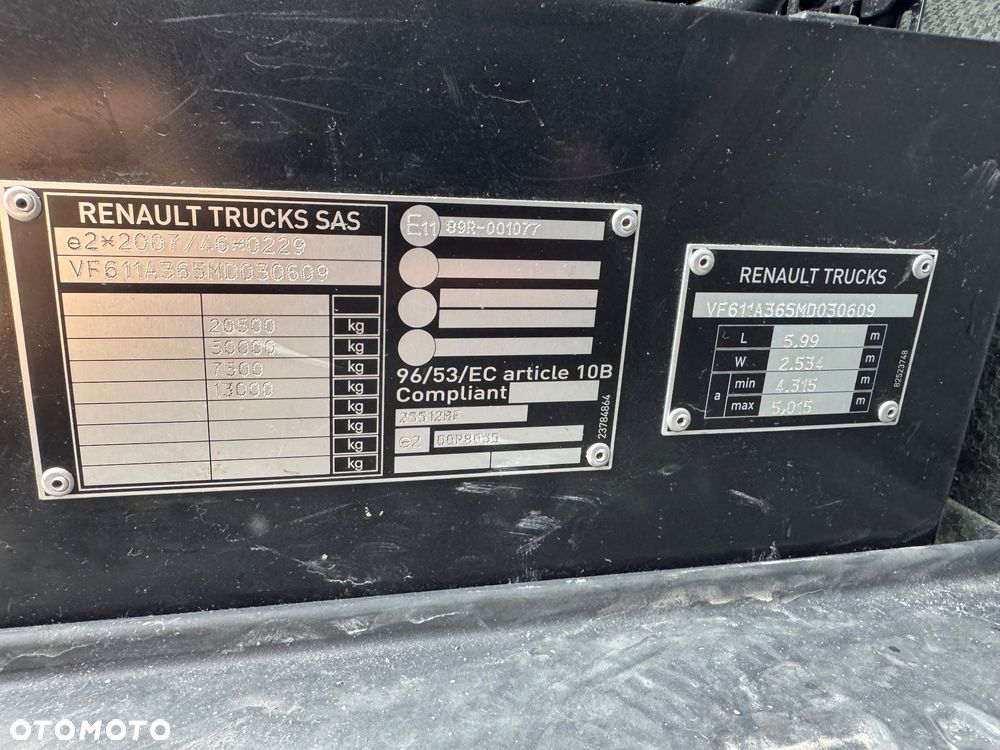 RENAULT TRUCKS SAS
e2*2007/46*0229
VF611A365MD030609
20500 kg
50000 kg
7500 kg
13000 kg
kg
kg
kg
kg
E11 89R-001077
96/53/EC article 10B
Compliant
e2
23784864
RENAULT TRUCKS
VF611A365MD030609
L 5.99 m
W 2.534 m
a
min 4.315 m
max 5.015 m
82523748
OTOMOTO